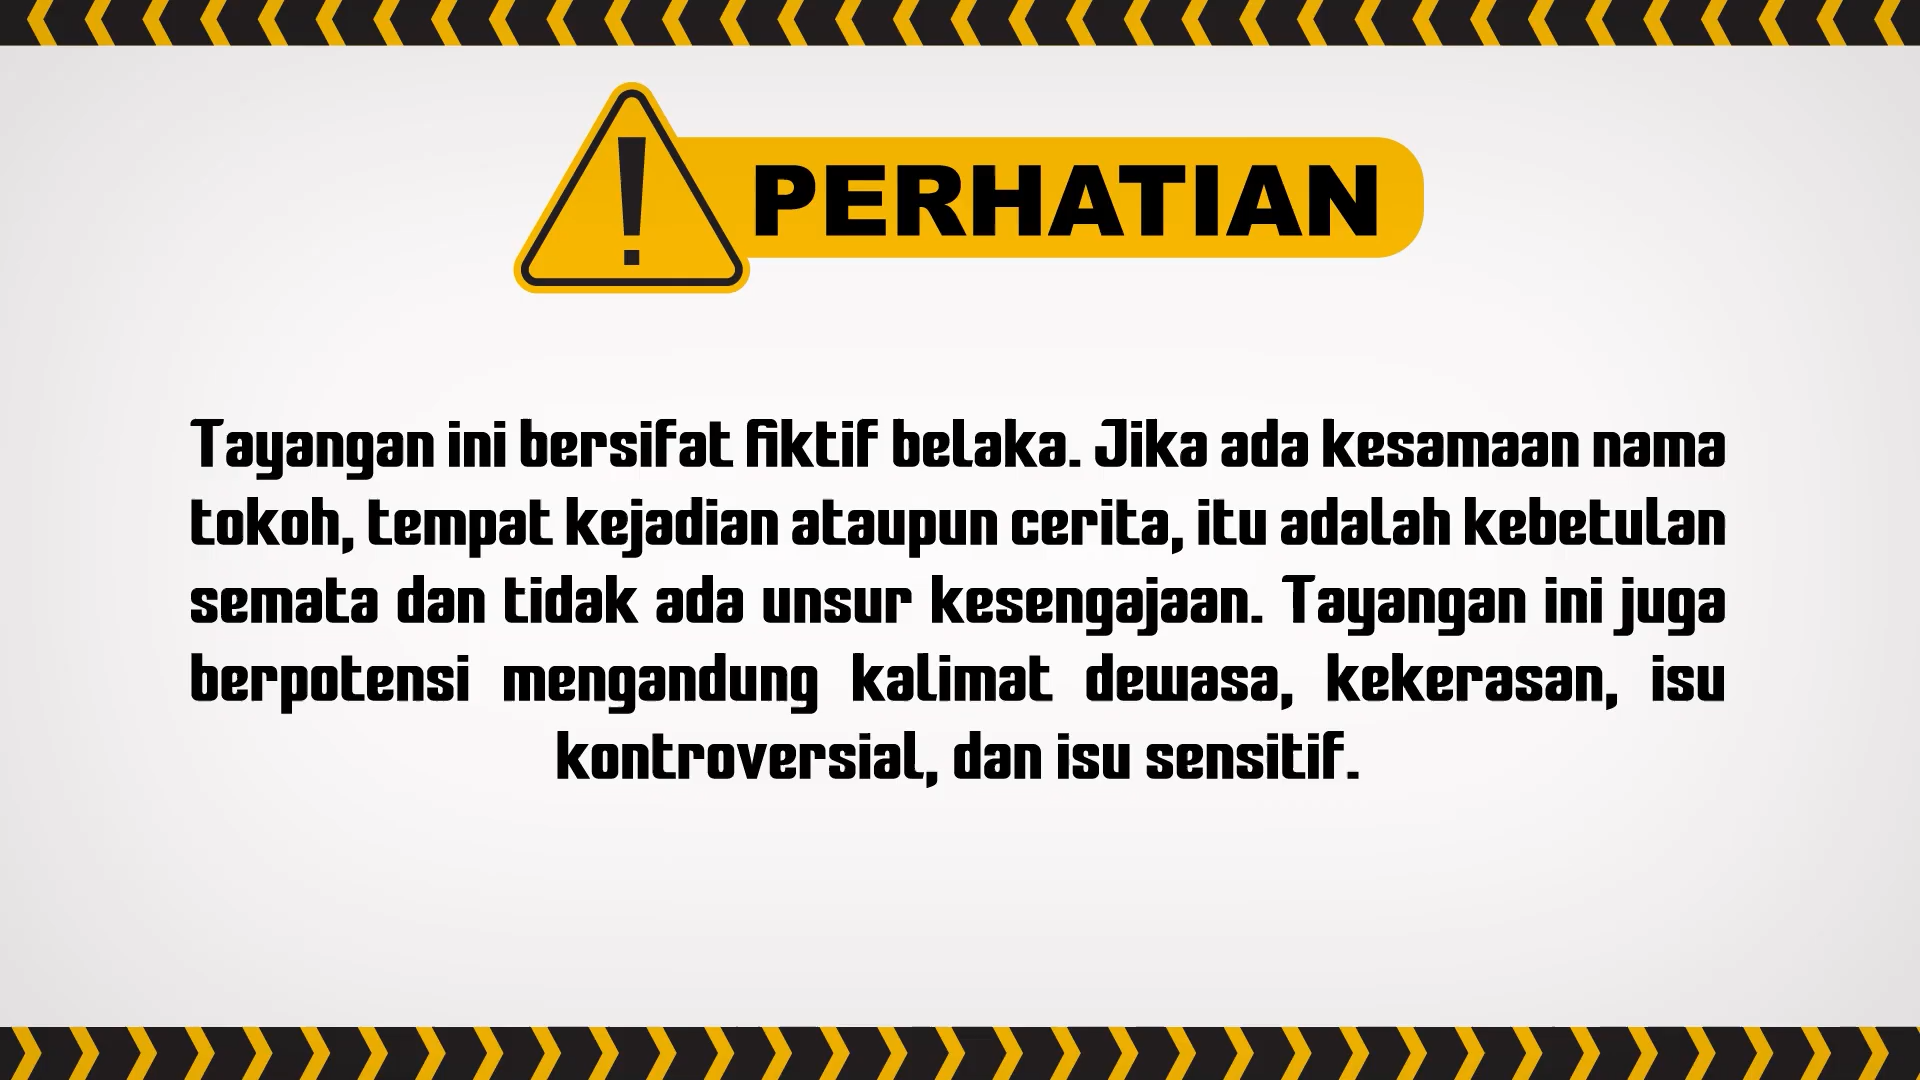 PERHATIAN
Tayangan ini bersifat fiktif belaka. Jika ada kesamaan nama
tokoh, tempat kejadian ataupun cerita, itu adalah kebetulan
semata dan tidak ada unsur kesengajaan. Tayangan ini juga
berpotensi mengandung kalimat dewasa, kekerasan, isu
kontroversial, dan isu sensitif.